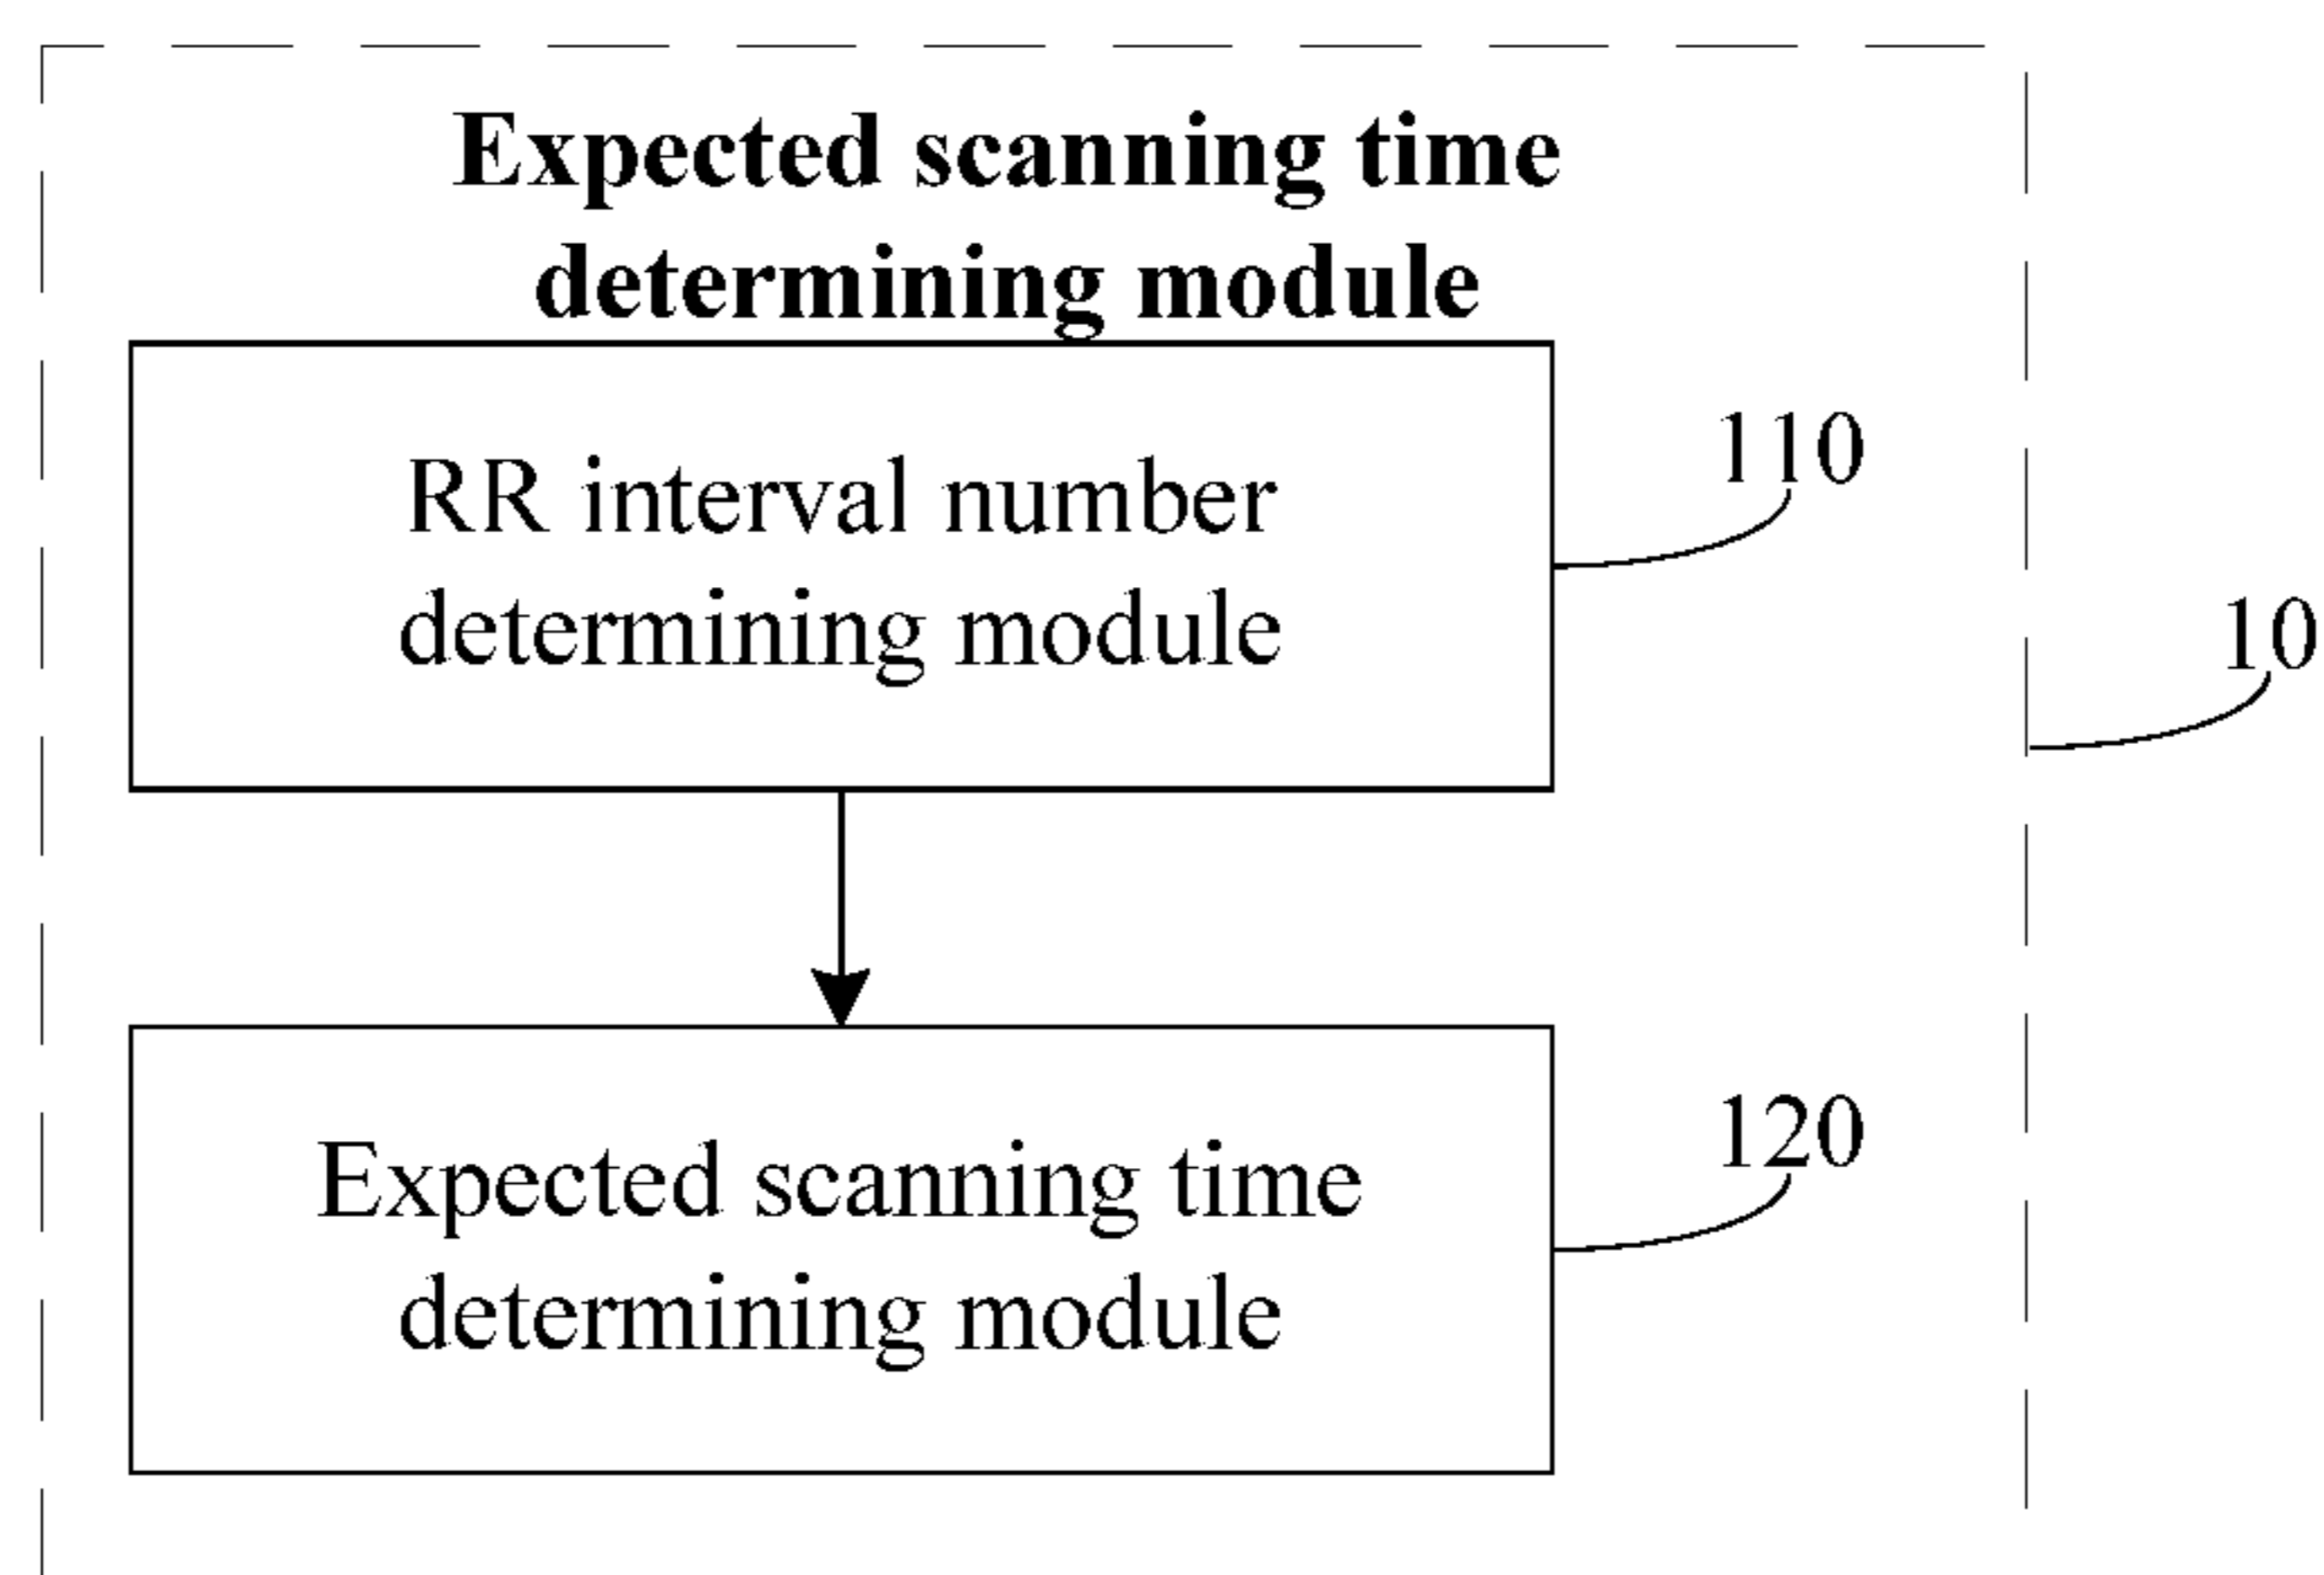 Expected scanning time
determining module
RR interval number
determining module
110
10
Expected scanning time
determining module
120